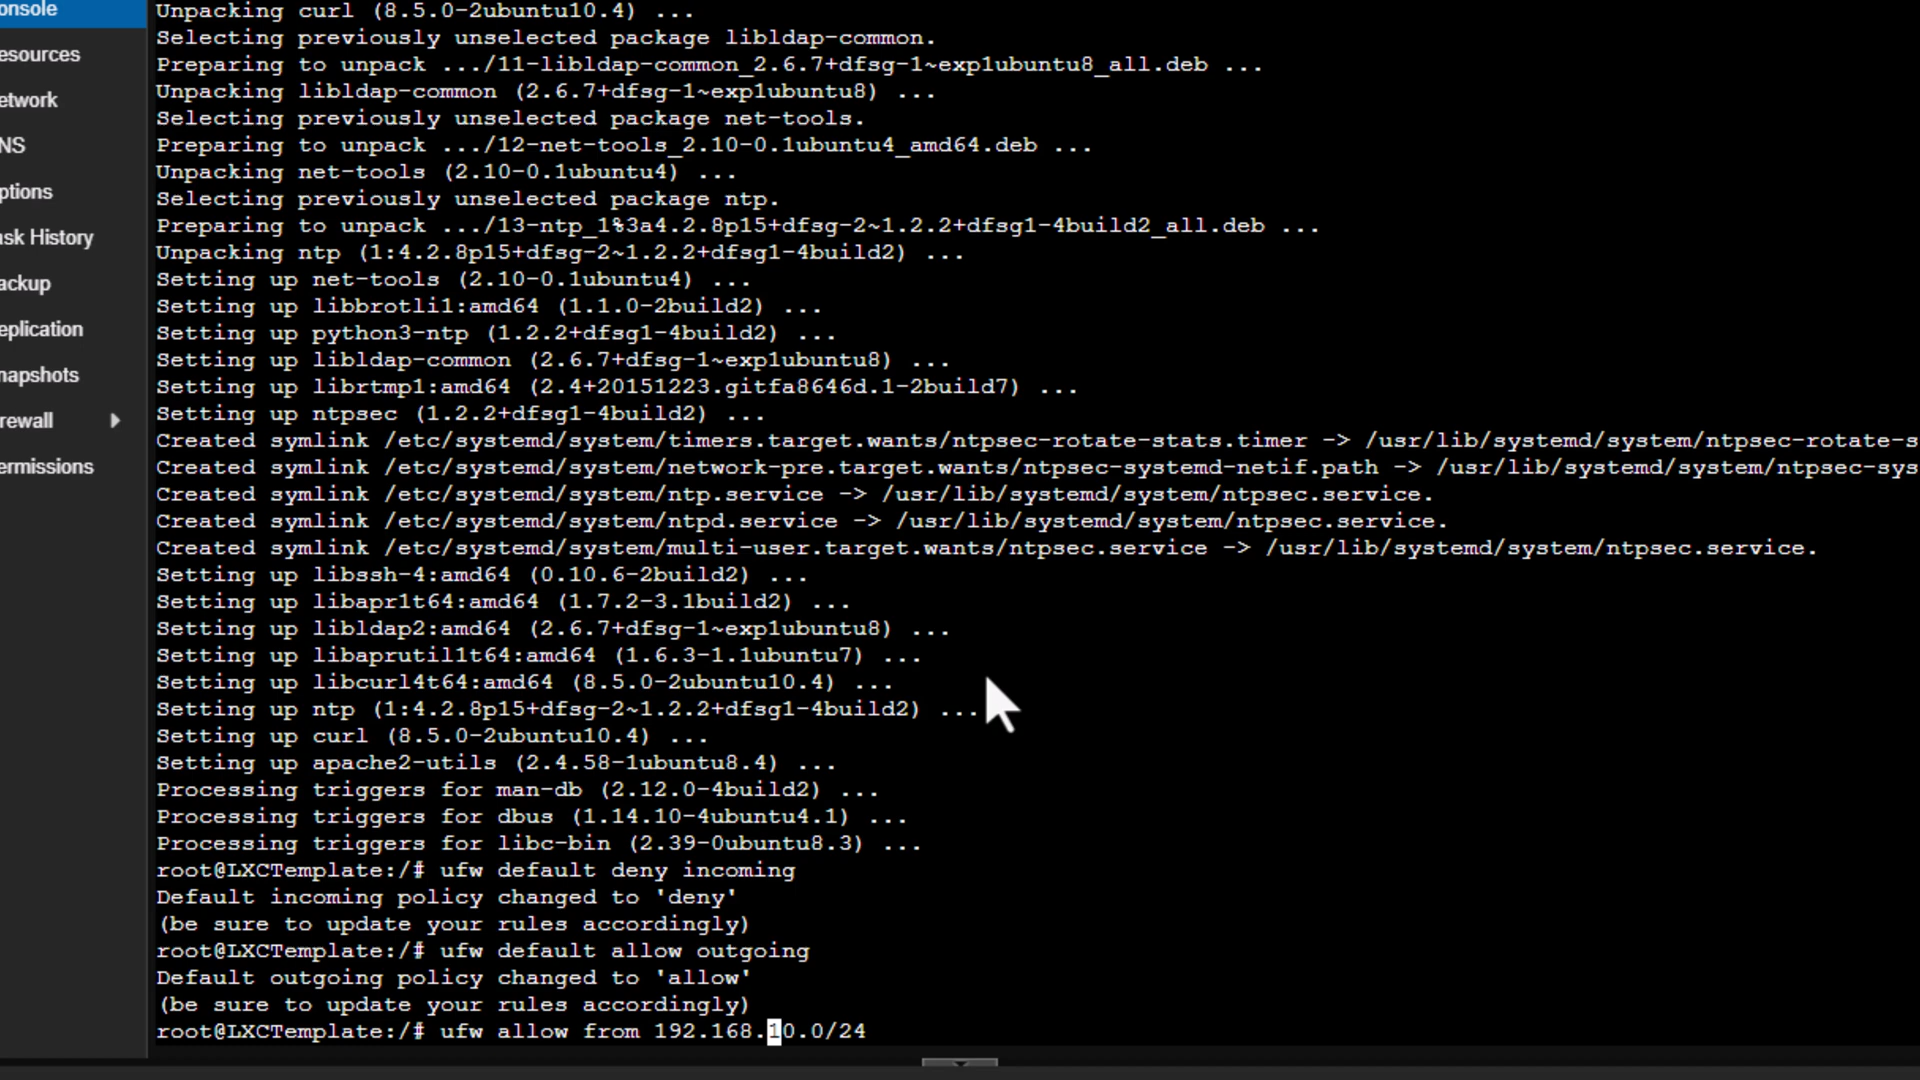 onsole
esources
etwork
NS
ptions
ask History
ackup
eplication
napshots
rewall
ermissions
Unpacking curl (8.5.0-2ubuntu10.4) ...
Selecting previously unselected package libldap-common.
Preparing to unpack .../11-libldap-common_2.6.7+dfsg-1~exp1ubuntu8_all.deb ...
Unpacking libldap-common (2.6.7+dfsg-1~exp1ubuntu8) ...
Selecting previously unselected package net-tools.
Preparing to unpack .../12-net-tools_2.10-0.1ubuntu4_amd64.deb ...
Unpacking net-tools (2.10-0.1ubuntu4) ...
Selecting previously unselected package ntp.
Preparing to unpack .../13-ntp_1%3a4.2.8p15+dfsg-2~1.2.2+dfsg1-4build2_all.deb ...
Unpacking ntp (1:4.2.8p15+dfsg-2~1.2.2+dfsg1-4build2) ...
Setting up net-tools (2.10-0.1ubuntu4) ...
Setting up libbrotli1:amd64 (1.1.0-2build2) ...
Setting up python3-ntp (1.2.2+dfsg1-4build2) ...
Setting up libldap-common (2.6.7+dfsg-1~exp1ubuntu8) ...
Setting up librtmp1:amd64 (2.4+20151223.gitfa8646d.1-2build7) ...
Setting up ntpsec (1.2.2+dfsg1-4build2) ...
Created symlink /etc/systemd/system/timers.target.wants/ntpsec-rotate-stats.timer -> /usr/lib/systemd/system/ntpsec-rotate-s
Created symlink /etc/systemd/system/network-pre.target.wants/ntpsec-systemd-netif.path -> /usr/lib/systemd/system/ntpsec-sys
Created symlink /etc/systemd/system/ntp.service -> /usr/lib/systemd/system/ntpsec.service.
Created symlink /etc/systemd/system/ntpd.service -> /usr/lib/systemd/system/ntpsec.service.
Created symlink /etc/systemd/system/multi-user.target.wants/ntpsec.service -> /usr/lib/systemd/system/ntpsec.service.
Setting up libssh-4:amd64 (0.10.6-2build2) ...
Setting up libapr1t64:amd64 (1.7.2-3.1build2) ...
Setting up libldap2:amd64 (2.6.7+dfsg-1~exp1ubuntu8) ...
Setting up libaprutil1t64:amd64 (1.6.3-1.1ubuntu7) ...
Setting up libcurl4t64:amd64 (8.5.0-2ubuntu10.4) ...
Setting up ntp (1:4.2.8p15+dfsg-2~1.2.2+dfsg1-4build2) ...
Setting up curl (8.5.0-2ubuntu10.4) ...
Setting up apache2-utils (2.4.58-1ubuntu8.4) ...
Processing triggers for man-db (2.12.0-4build2) ...
Processing triggers for dbus (1.14.10-4ubuntu4.1) ...
Processing triggers for libc-bin (2.39-0ubuntu8.3) ...
root@LXCTemplate:/# ufw default deny incoming
Default incoming policy changed to 'deny'
(be sure to update your rules accordingly)
root@LXCTemplate:/# ufw default allow outgoing
Default outgoing policy changed to 'allow'
(be sure to update your rules accordingly)
root@LXCTemplate:/# ufw allow from 192.168.10.0/24